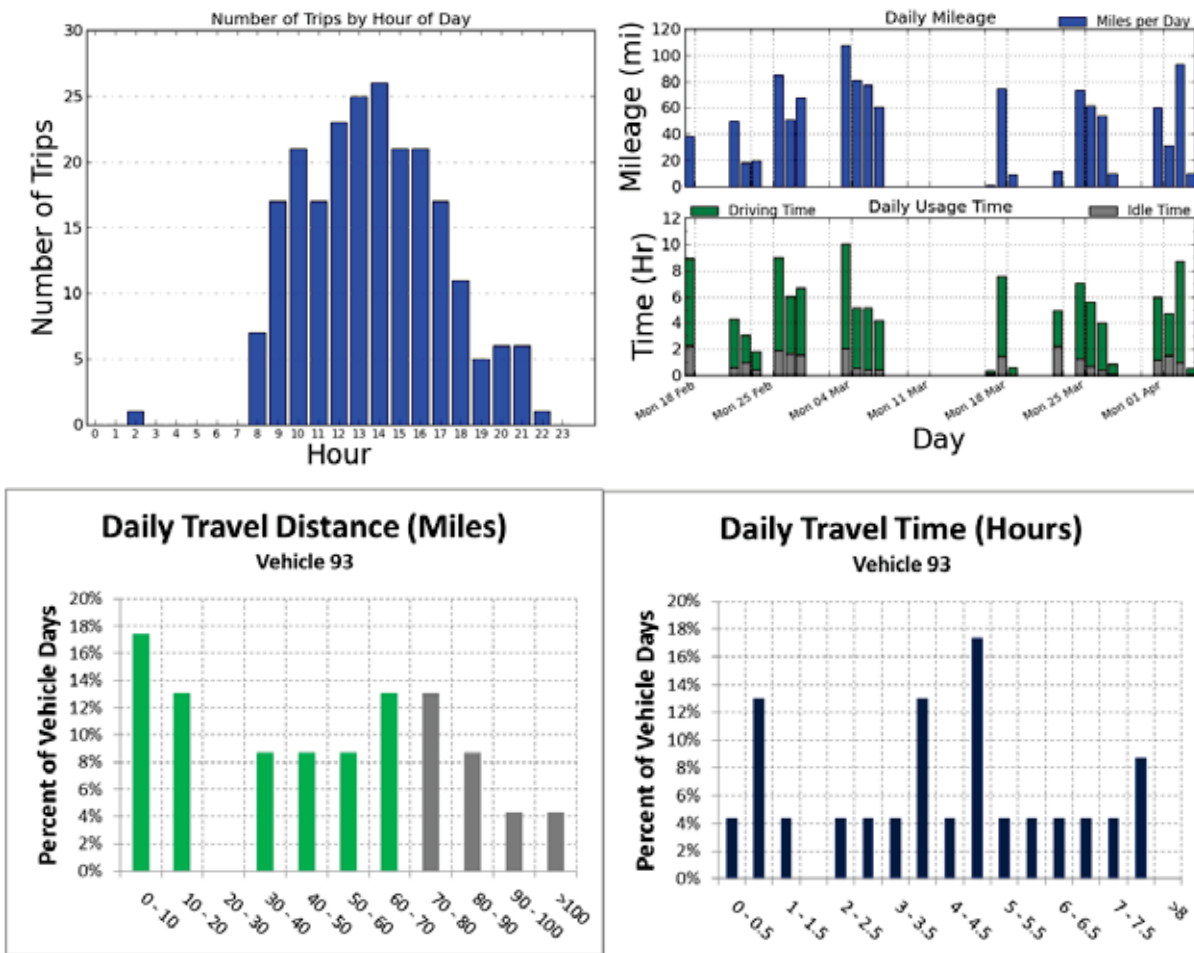 Number of Trips by Hour of Day
30
25
20
15
10
5
0
Number of Trips
0 1 2 3 4 5 6 7 8 9 10 11 12 13 14 15 16 17 18 19 20 21 22 23
Hour
Daily Mileage
Miles per Day
120
100
80
60
40
20
0
Mileage (mi)
Driving Time
Daily Usage Time
Idle Time
12
10
8
6
4
2
0
Time (Hr)
Mon 18 Feb
Mon 25 Feb
Mon 04 Mar
Mon 11 Mar
Mon 18 Mar
Mon 25 Mar
Mon 01 Apr
Day
Daily Travel Distance (Miles)
Vehicle 93
20%
18%
16%
14%
12%
10%
8%
6%
4%
2%
0%
Percent of Vehicle Days
0 - 10
10 - 20
20 - 30
30 - 40
40 - 50
50 - 60
60 - 70
70 - 80
80 - 90
90 - 100
>100
Daily Travel Time (Hours)
Vehicle 93
20%
18%
16%
14%
12%
10%
8%
6%
4%
2%
0%
Percent of Vehicle Days
0 - 0.5
1 - 1.5
2 - 2.5
3 - 3.5
4 - 4.5
5 - 5.5
6 - 6.5
7 - 7.5
>8